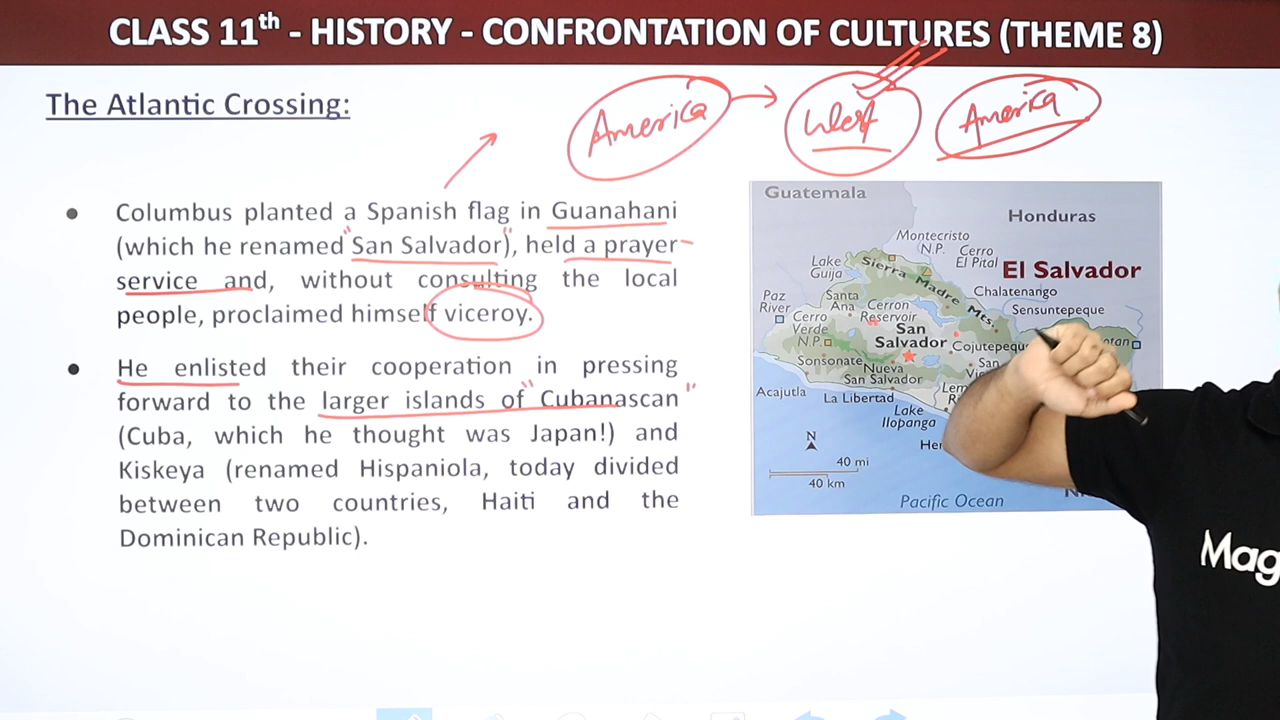 CLASS 11th - HISTORY - CONFRONTATION OF CULTURES (THEME 8)
The Atlantic Crossing:
America → West America
• Columbus planted a Spanish flag in Guanahani
(which he renamed "San Salvador"), held a prayer
service and, without consulting the local
people, proclaimed himself viceroy.
• He enlisted their cooperation in pressing
forward to the larger islands of "Cubanascan"
(Cuba, which he thought was Japan!) and
Kiskeya (renamed Hispaniola, today divided
between two countries, Haiti and the
Dominican Republic).
Guatemala
Honduras
Montecristo
N.P.
Cerro
El Pital
Lake
Guija
Sierra Madre Mts.
El Salvador
Chalatenango
Sensuntepeque
Paz
River
Santa
Ana
Cerron
Reservoir
Cerro
Verde
N.P.
San
Salvador
Cojutepeque
Sonsonate
Nueva
San Salvador
San
Acajutla
La Libertad
Lake
Ilopanga
N
40 mi
40 km
Pacific Ocean
Mag